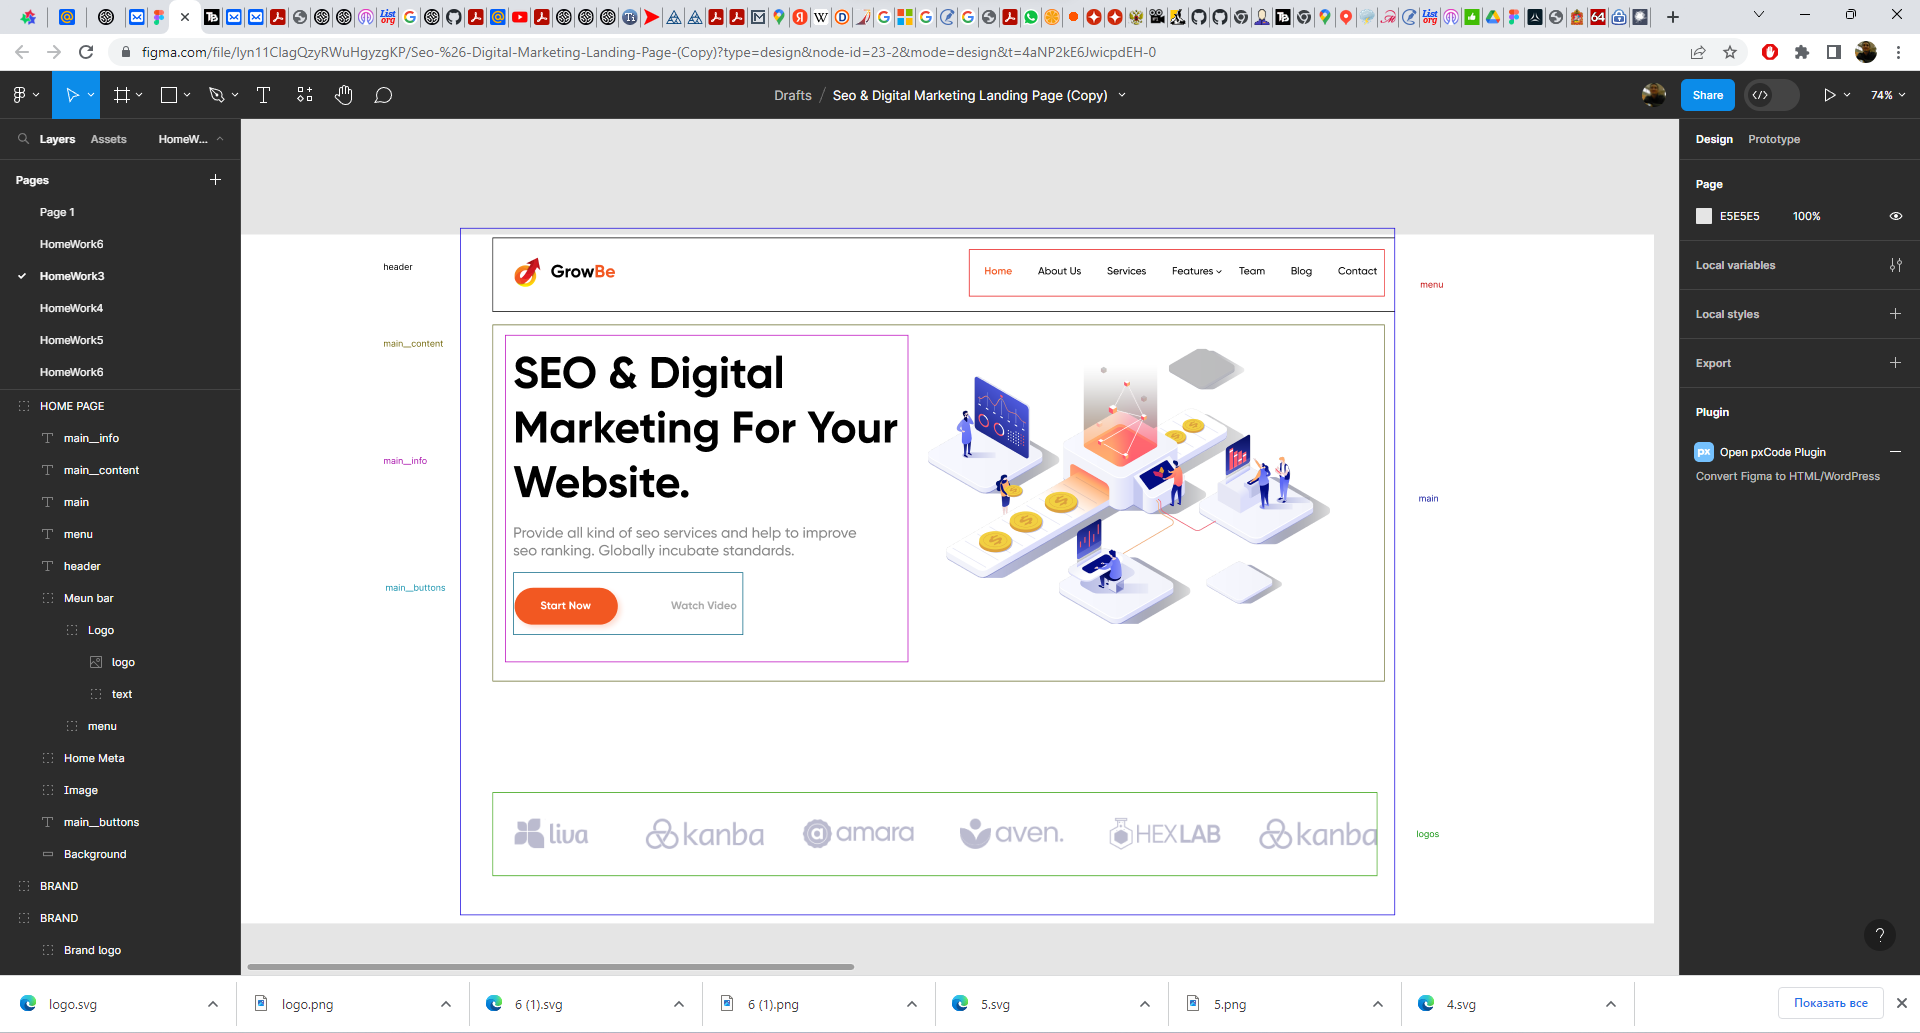 figma.com/file/lyn11ClagQzyRWuHgyzgKP/Seo-%26-Digital-Marketing-Landing-Page-(Copy)?type=design&node-id=23-2&mode=design&t=4aNP2kE6JwicpdEH-0
Drafts / Seo & Digital Marketing Landing Page (Copy)
Share
74%
Layers
Assets
HomeW...
Pages
Page 1
HomeWork6
HomeWork3
HomeWork4
HomeWork5
HomeWork6
HOME PAGE
main__info
main__content
main
menu
header
Meun bar
Logo
logo
text
menu
Home Meta
Image
main__buttons
Background
BRAND
BRAND
Brand logo
header
GrowBe
Home About Us Services Features Team Blog Contact
menu
main__content
SEO & Digital
Marketing For Your
Website.
main__info
main
Provide all kind of seo services and help to improve
seo ranking. Globally incubate standards.
main__buttons
Start Now
Watch Video
liva kanba amara aven. HEXLAB kanba
logos
Design
Prototype
Page
E5E5E5 100%
Local variables
Local styles
Export
Plugin
px Open pxCode Plugin
Convert Figma to HTML/WordPress
?
logo.svg
logo.png
6 (1).svg
6 (1).png
5.svg
5.png
4.svg
Показать все